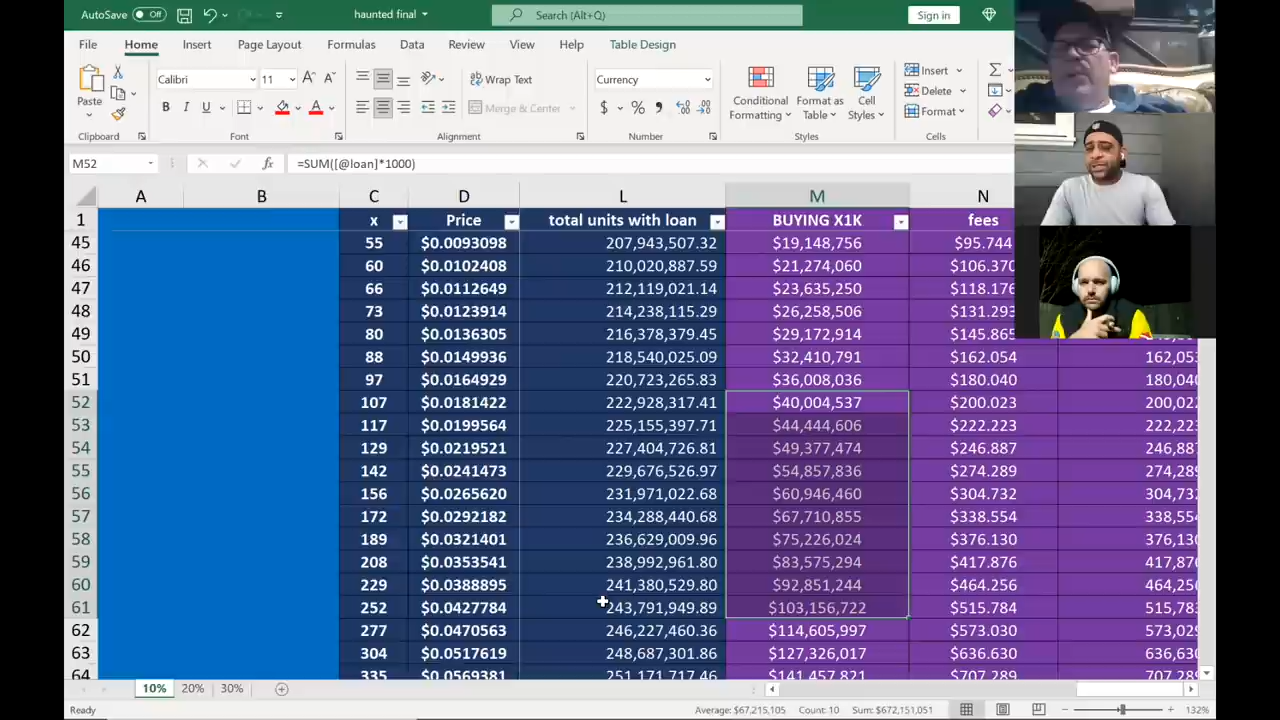 AutoSave Off haunted final Search (Alt+Q) Sign in
File Home Insert Page Layout Formulas Data Review View Help Table Design
Paste Calibri 11 A A Wrap Text Currency Conditional Formatting Format as Table Cell Styles Insert
B I U A Merge & Center $ % 9 Delete
Format
Clipboard Font Alignment Number Styles Cells
M52 fx =SUM([@loan]*1000)
A B C D L M N
1 x Price total units with loan BUYING X1K fees
45 55 $0.0093098 207,943,507.32 $19,148,756 $95.744
46 60 $0.0102408 210,020,887.59 $21,274,060 $106.370
47 66 $0.0112649 212,119,021.14 $23,635,250 $118.176
48 73 $0.0123914 214,238,115.29 $26,258,506 $131.293
49 80 $0.0136305 216,378,379.45 $29,172,914 $145.865
50 88 $0.0149936 218,540,025.09 $32,410,791 $162.054 162,053
51 97 $0.0164929 220,723,265.83 $36,008,036 $180.040 180,040
52 107 $0.0181422 222,928,317.41 $40,004,537 $200.023 200,022
53 117 $0.0199564 225,155,397.71 $44,444,606 $222.223 222,223
54 129 $0.0219521 227,404,726.81 $49,377,474 $246.887 246,887
55 142 $0.0241473 229,676,526.97 $54,857,836 $274.289 274,289
56 156 $0.0265620 231,971,022.68 $60,946,460 $304.732 304,732
57 172 $0.0292182 234,288,440.68 $67,710,855 $338.554 338,554
58 189 $0.0321401 236,629,009.96 $75,226,024 $376.130 376,130
59 208 $0.0353541 238,992,961.80 $83,575,294 $417.876 417,876
60 229 $0.0388895 241,380,529.80 $92,851,244 $464.256 464,256
61 252 $0.0427784 243,791,949.89 $103,156,722 $515.784 515,783
62 277 $0.0470563 246,227,460.36 $114,605,997 $573.030 573,029
63 304 $0.0517619 248,687,301.86 $127,326,017 $636.630 636,630
64 335 $0.0569381 251,171,717.46 $141,457,821 $707.289 707,289
10% 20% 30%
Ready Average: $67,215,105 Count: 10 Sum: $672,151,051 132%